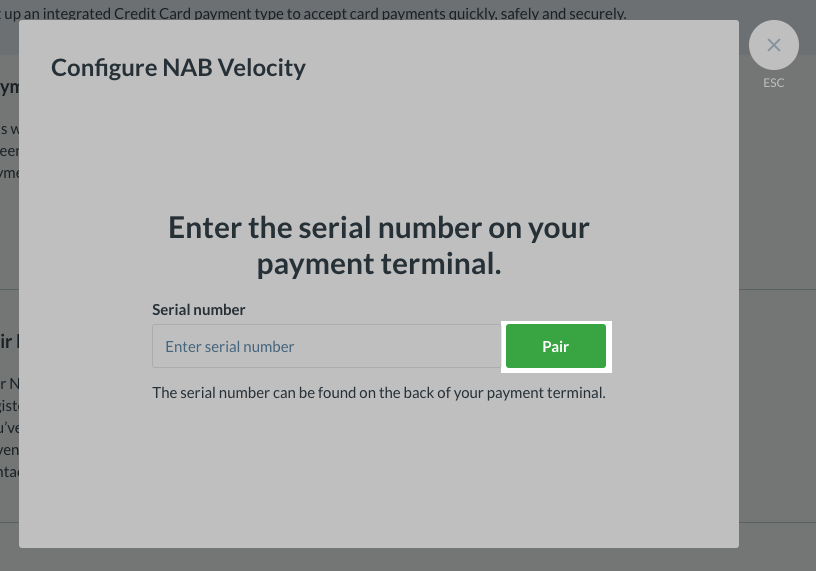 up an integrated Credit Card payment type to accept card payments quickly, safely and securely.
Configure NAB Velocity
ESC
Enter the serial number on your
payment terminal.
Serial number
Enter serial number
Pair
The serial number can be found on the back of your payment terminal.